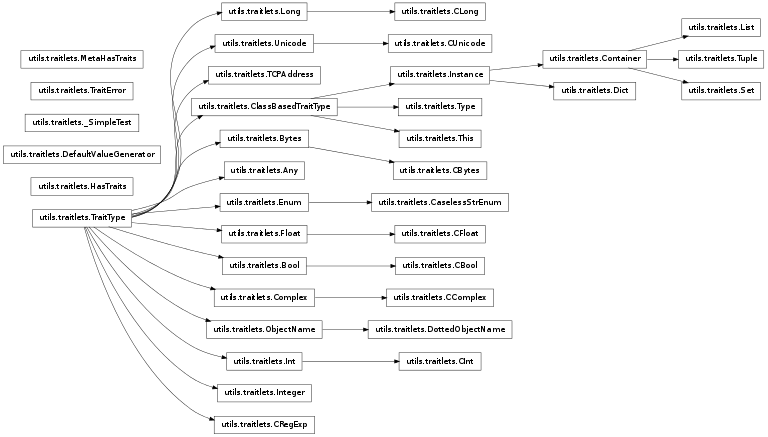 utils.traitlets.Long
utils.traitlets.CLong
utils.traitlets.List
utils.traitlets.Unicode
utils.traitlets.CUnicode
utils.traitlets.MetaHasTraits
utils.traitlets.Container
utils.traitlets.Tuple
utils.traitlets.TCPAddress
utils.traitlets.Instance
utils.traitlets.TraitError
utils.traitlets.Dict
utils.traitlets.Set
utils.traitlets.ClassBasedTraitType
utils.traitlets.Type
utils.traitlets._SimpleTest
utils.traitlets.Bytes
utils.traitlets.This
utils.traitlets.DefaultValueGenerator
utils.traitlets.Any
utils.traitlets.CBytes
utils.traitlets.HasTraits
utils.traitlets.Enum
utils.traitlets.CaselessStrEnum
utils.traitlets.TraitType
utils.traitlets.Float
utils.traitlets.CFloat
utils.traitlets.Bool
utils.traitlets.CBool
utils.traitlets.Complex
utils.traitlets.CComplex
utils.traitlets.ObjectName
utils.traitlets.DottedObjectName
utils.traitlets.Int
utils.traitlets.CInt
utils.traitlets.Integer
utils.traitlets.CRegExp